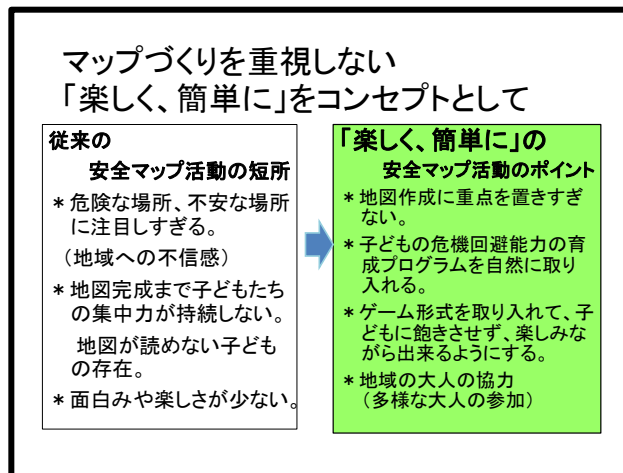 マップづくりを重視しない
「楽しく、簡単に」をコンセプトとして
従来の
安全マップ活動の短所
＊危険な場所、不安な場所
に注目しすぎる。
（地域への不信感）
＊地図完成まで子どもたち
の集中力が持続しない。
地図が読めない子ども
の存在。
＊面白みや楽しさが少ない。
「楽しく、簡単に」の
安全マップ活動のポイント
＊地図作成に重点を置きすぎ
ない。
＊子どもの危機回避能力の育
成プログラムを自然に取り
入れる。
＊ゲーム形式を取り入れて、子
どもに飽きさせず、楽しみな
がら出来るようにする。
＊地域の大人の協力
（多様な大人の参加）